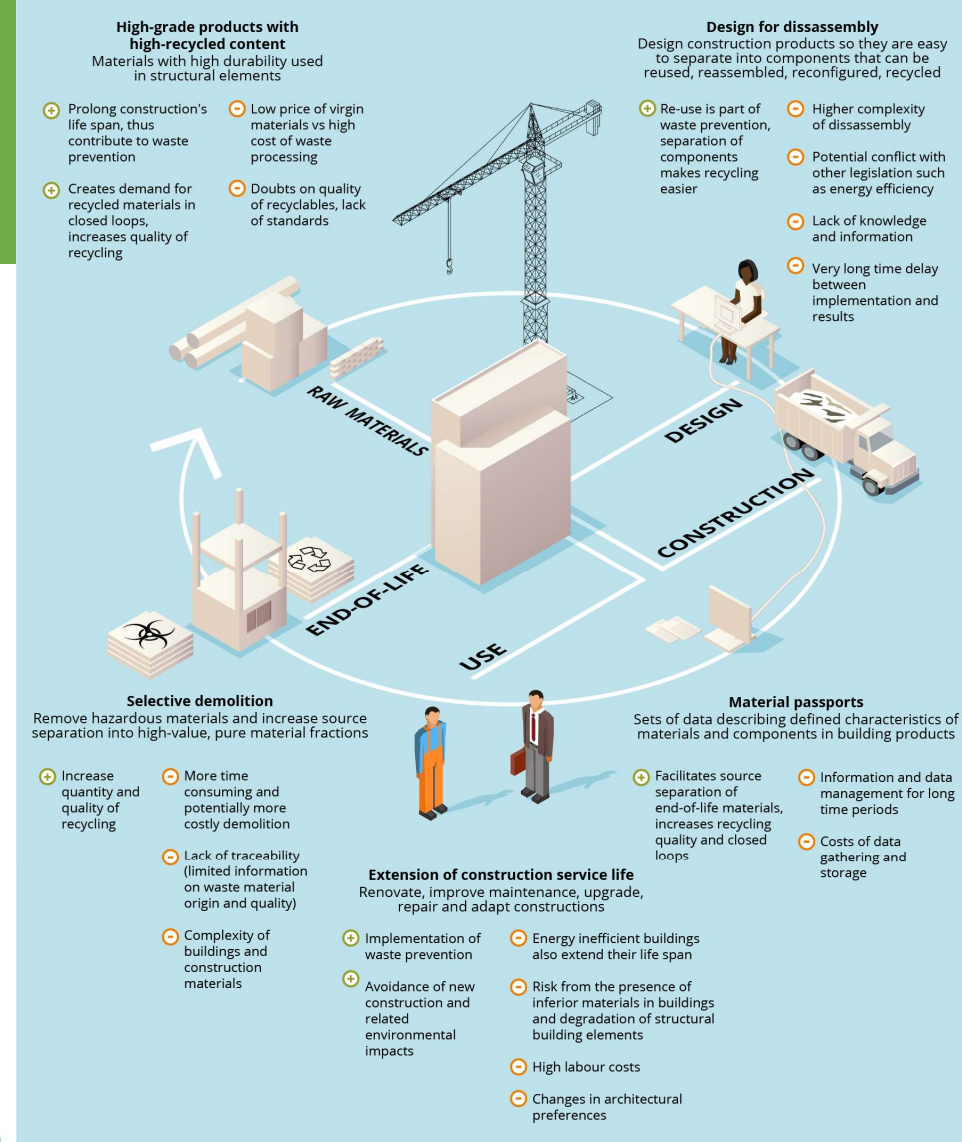 High-grade products with
high-recycled content
Materials with high durability used
in structural elements
Prolong construction's
life span, thus
contribute to waste
prevention
Creates demand for
recycled materials in
closed loops,
increases quality of
recycling
Low price of virgin
materials vs high
cost of waste
processing
Doubts on quality
of recyclables, lack
of standards
Design for disassembly
Design construction products so they are easy
to separate into components that can be
reused, reassembled, reconfigured, recycled
Re-use is part of
waste prevention,
separation of
components
makes recycling
easier
Higher complexity
of disassembly
Potential conflict with
other legislation such
as energy efficiency
Lack of knowledge
and information
Very long time delay
between
implementation and
results
RAW MATERIALS
DESIGN
CONSTRUCTION
END-OF-LIFE
USE
Selective demolition
Remove hazardous materials and increase source
separation into high-value, pure material fractions
Increase
quantity and
quality of
recycling
More time
consuming and
potentially more
costly demolition
Lack of traceability
(limited information
on waste material
origin and quality)
Complexity of
buildings and
construction
materials
Material passports
Sets of data describing defined characteristics of
materials and components in building products
Facilitates source
separation of
end-of-life materials,
increases recycling
quality and closed
loops
Information and data
management for long
time periods
Costs of data
gathering and
storage
Extension of construction service life
Renovate, improve maintenance, upgrade,
repair and adapt constructions
Implementation of
waste prevention
Avoidance of new
construction and
related
environmental
impacts
Energy inefficient buildings
also extend their life span
Risk from the presence of
inferior materials in buildings
and degradation of structural
building elements
High labour costs
Changes in architectural
preferences